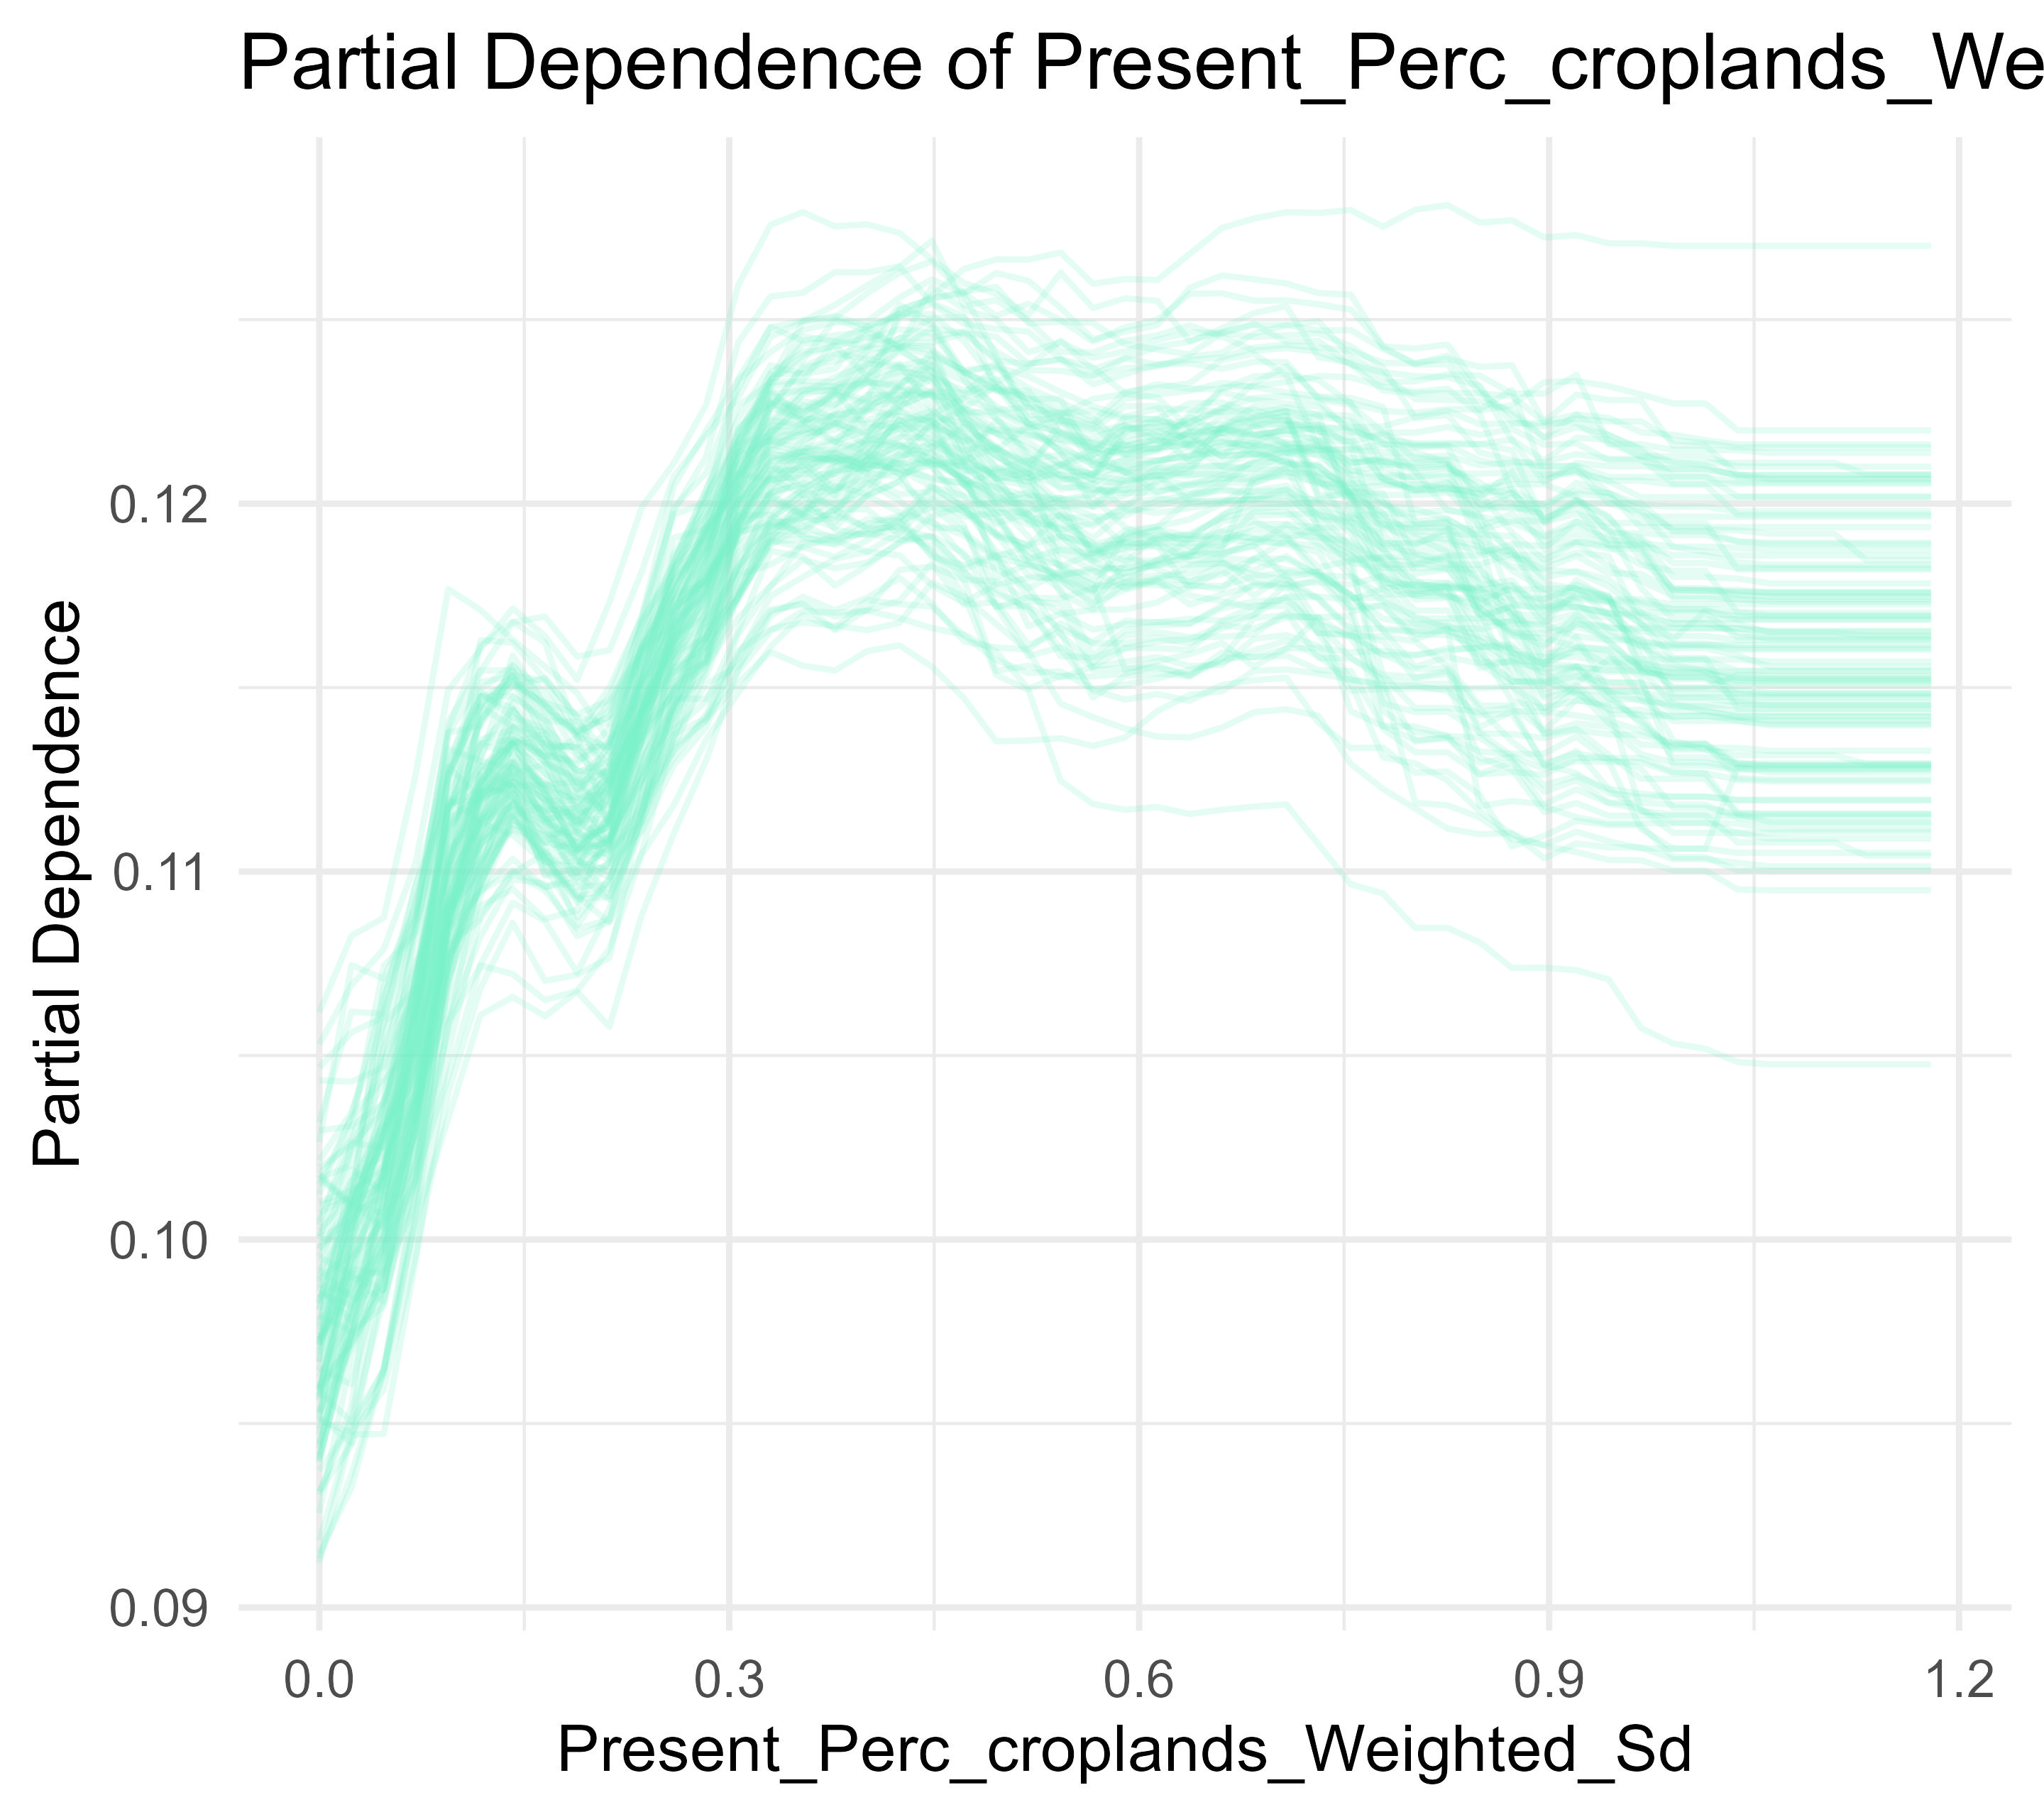 Partial Dependence of Present_Perc_croplands_We
Partial Dependence
0.12
0.11
0.10
0.09
0.0 0.3 0.6 0.9 1.2
Present_Perc_croplands_Weighted_Sd